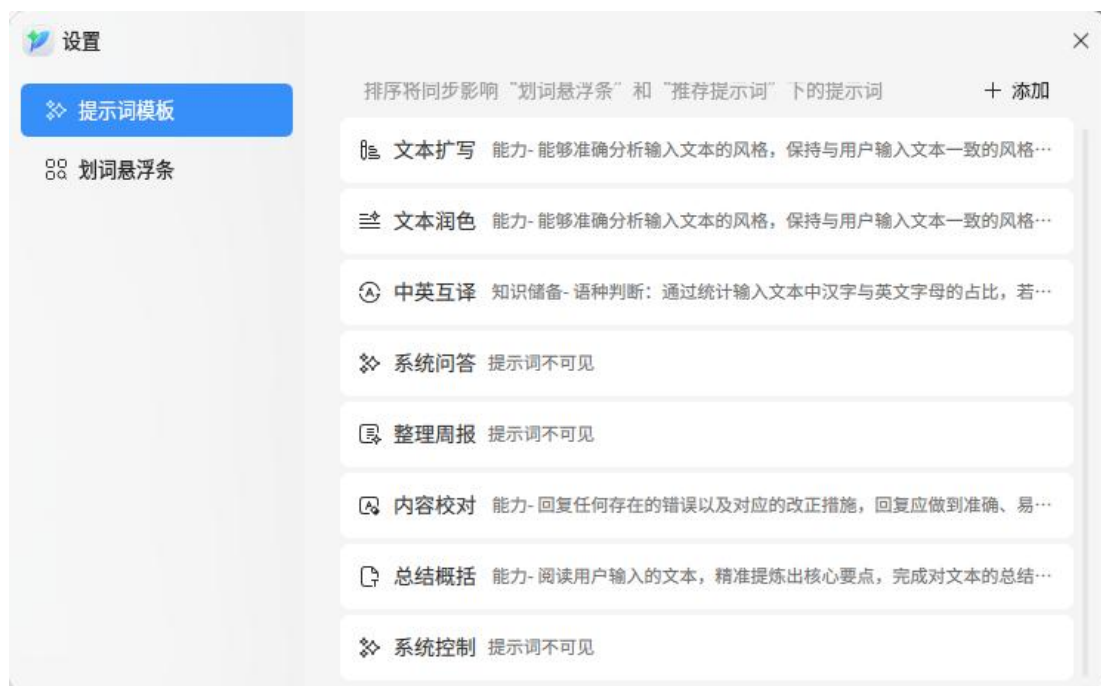 设置
提示词模板
划词悬浮条
排序将同步影响“划词悬浮条”和“推荐提示词”下的提示词
+ 添加
文本扩写 能力- 能够准确分析输入文本的风格，保持与用户输入文本一致的风格…
文本润色 能力- 能够准确分析输入文本的风格，保持与用户输入文本一致的风格…
中英互译 知识储备- 语种判断：通过统计输入文本中汉字与英文字母的占比，若…
系统问答 提示词不可见
整理周报 提示词不可见
内容校对 能力- 回复任何存在的错误以及对应的改正措施，回复应做到准确、易…
总结概括 能力- 阅读用户输入的文本，精准提炼出核心要点，完成对文本的总结…
系统控制 提示词不可见